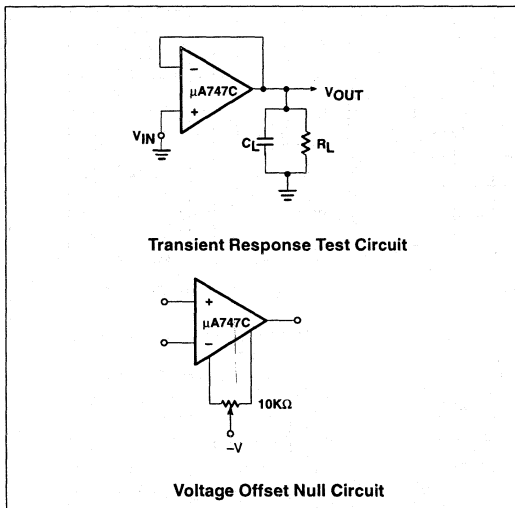 −
μA747C
+
VOUT
VIN
CL
RL
Transient Response Test Circuit
+
μA747C
−
10KΩ
−V
Voltage Offset Null Circuit